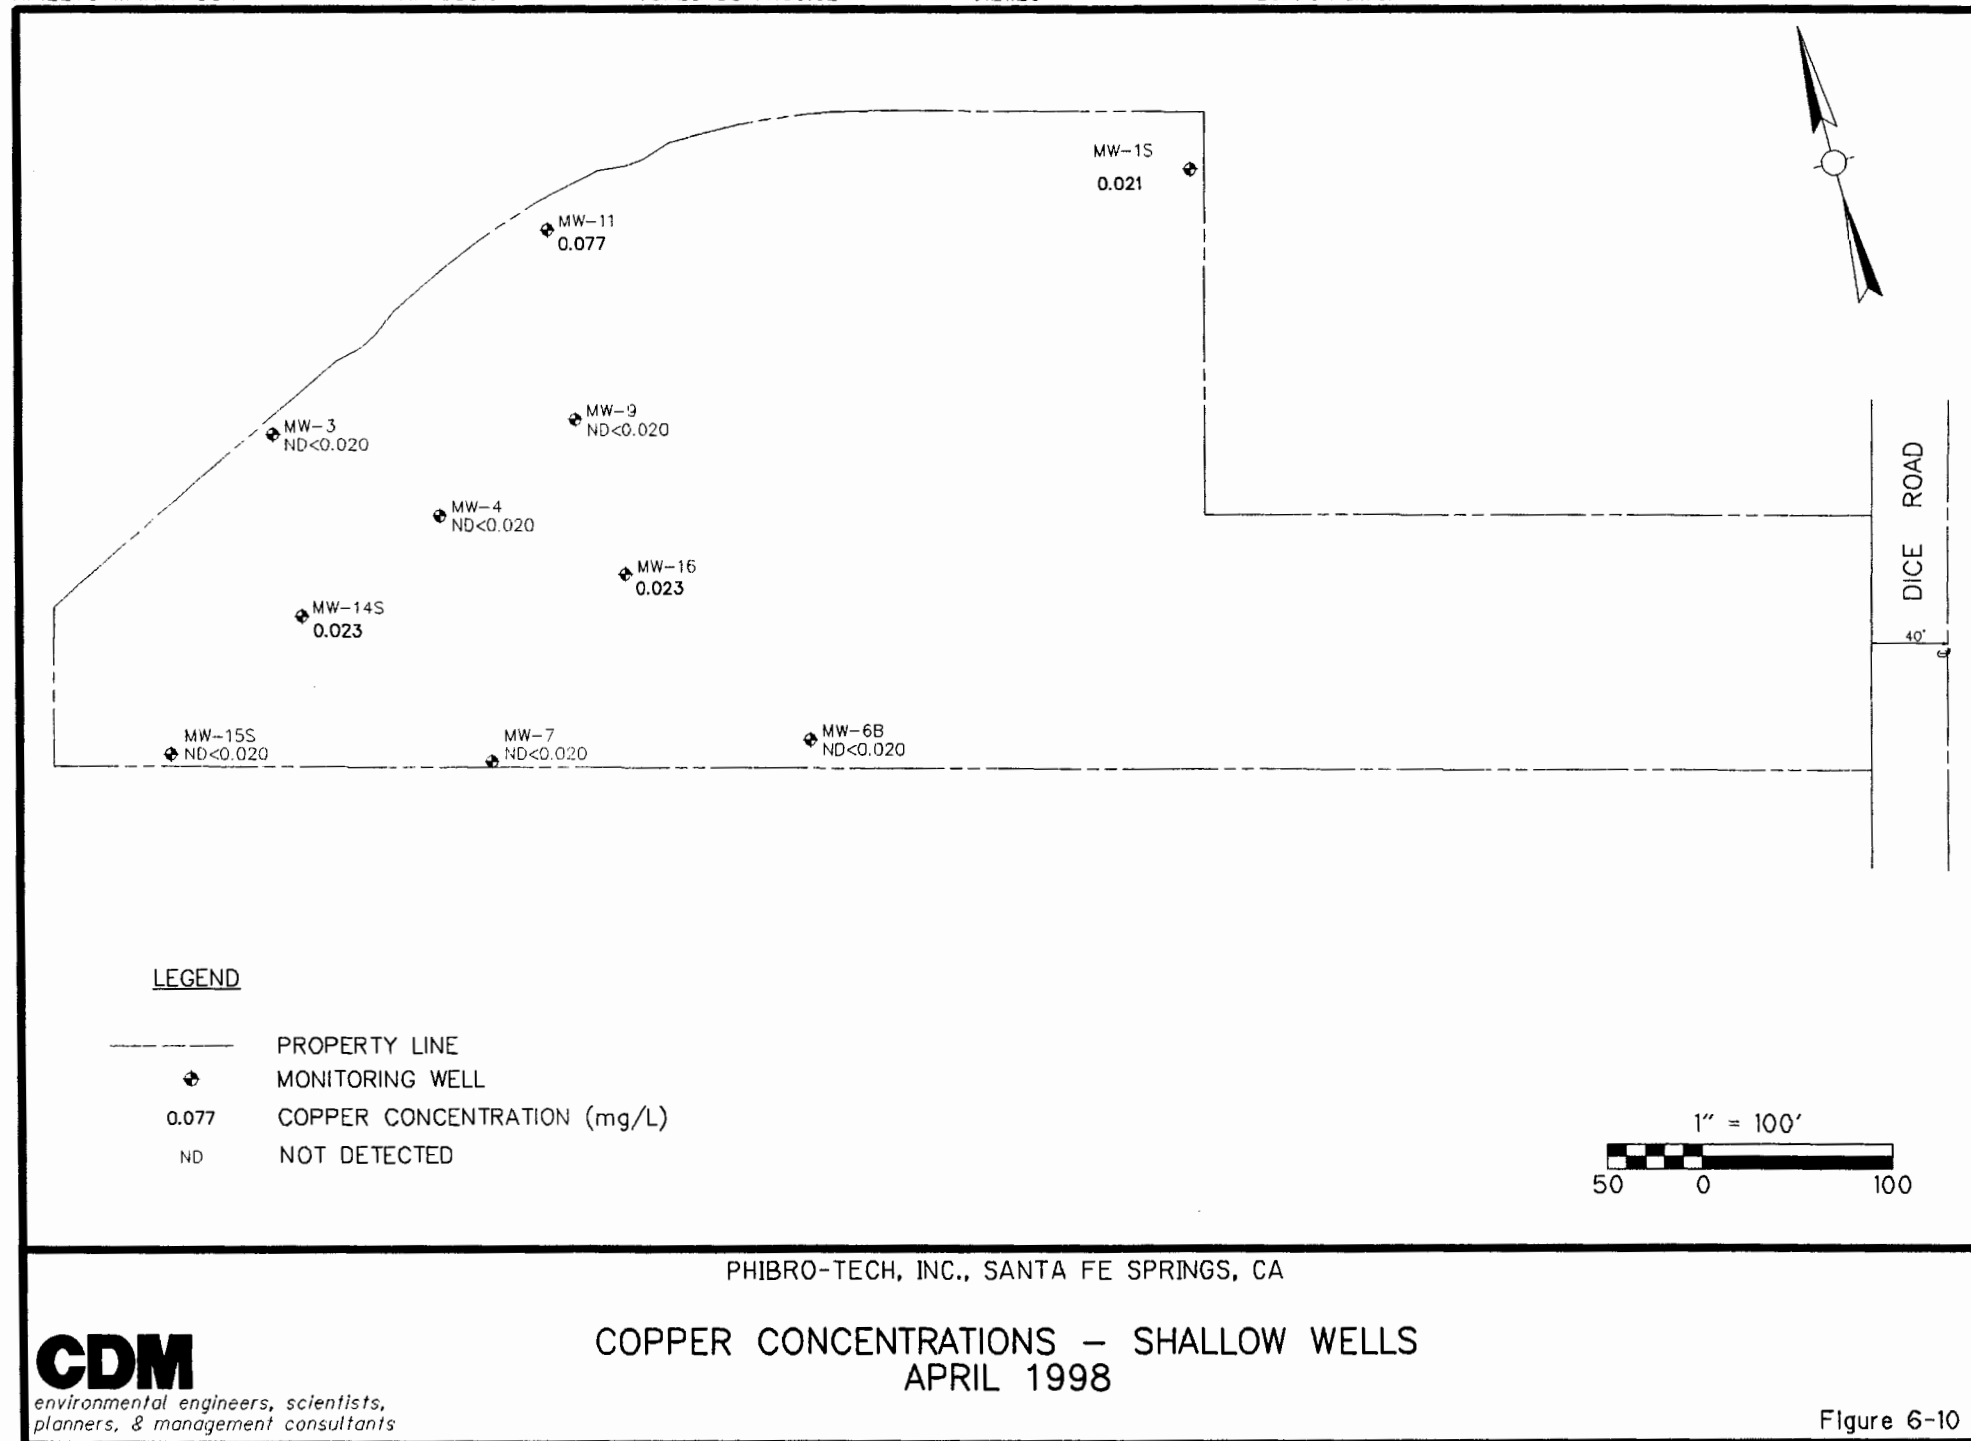 MW-1S
0.021
MW-11
0.077
MW-9
ND<0.020
MW-3
ND<0.020
MW-4
ND<0.020
MW-16
0.023
MW-14S
0.023
DICE ROAD
40'
MW-15S
ND<0.020
MW-7
ND<0.020
MW-6B
ND<0.020
LEGEND
PROPERTY LINE
MONITORING WELL
0.077 COPPER CONCENTRATION (mg/L)
ND NOT DETECTED
1" = 100'
50 0 100
PHIBRO-TECH, INC., SANTA FE SPRINGS, CA
COPPER CONCENTRATIONS – SHALLOW WELLS
APRIL 1998
CDM
environmental engineers, scientists,
planners, & management consultants
Figure 6-10